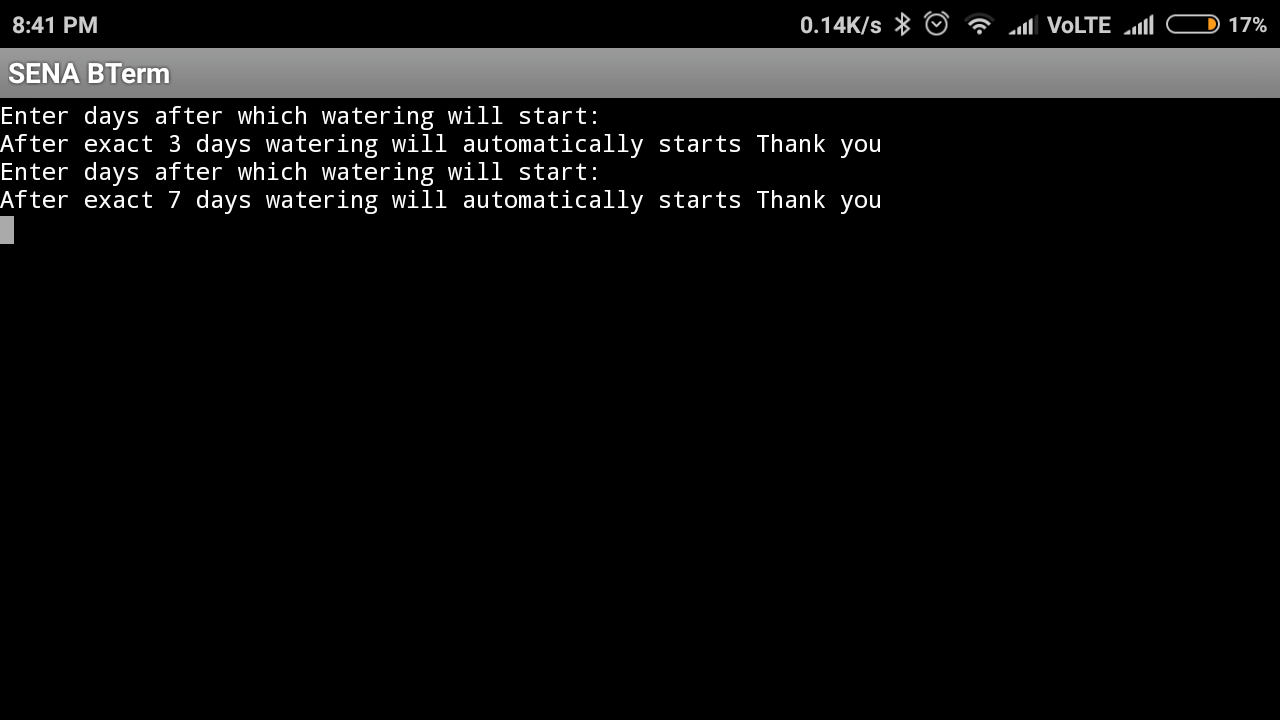 8:41 PM 0.14K/s VoLTE 17%
SENA BTerm
Enter days after which watering will start:
After exact 3 days watering will automatically starts Thank you
Enter days after which watering will start:
After exact 7 days watering will automatically starts Thank you